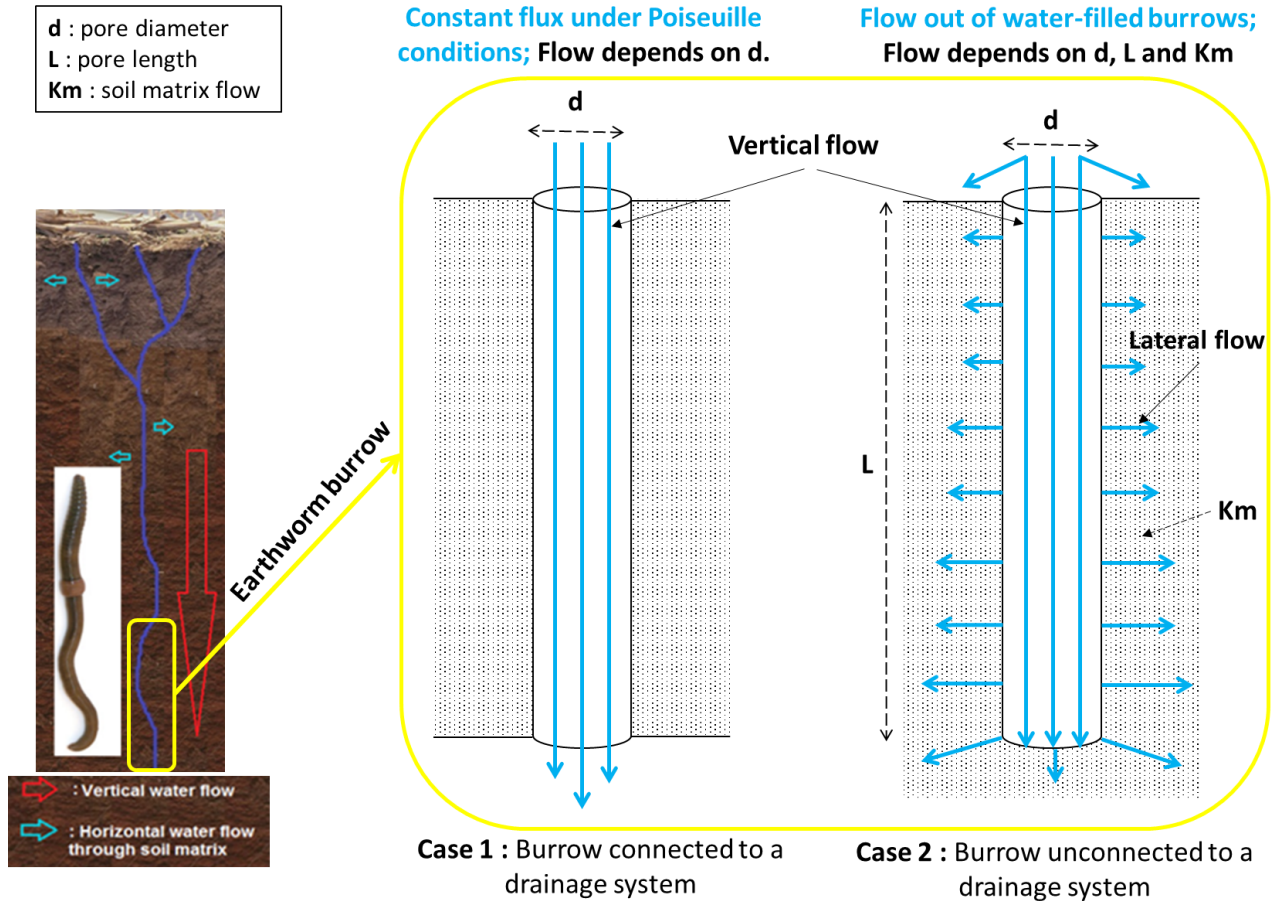 d : pore diameter
L : pore length
Km : soil matrix flow
Constant flux under Poiseuille
conditions; Flow depends on d.
Flow out of water-filled burrows;
Flow depends on d, L and Km
d
Vertical flow
d
Lateral flow
L
Km
Earthworm burrow
: Vertical water flow
: Horizontal water flow
through soil matrix
Case 1 : Burrow connected to a
drainage system
Case 2 : Burrow unconnected to a
drainage system